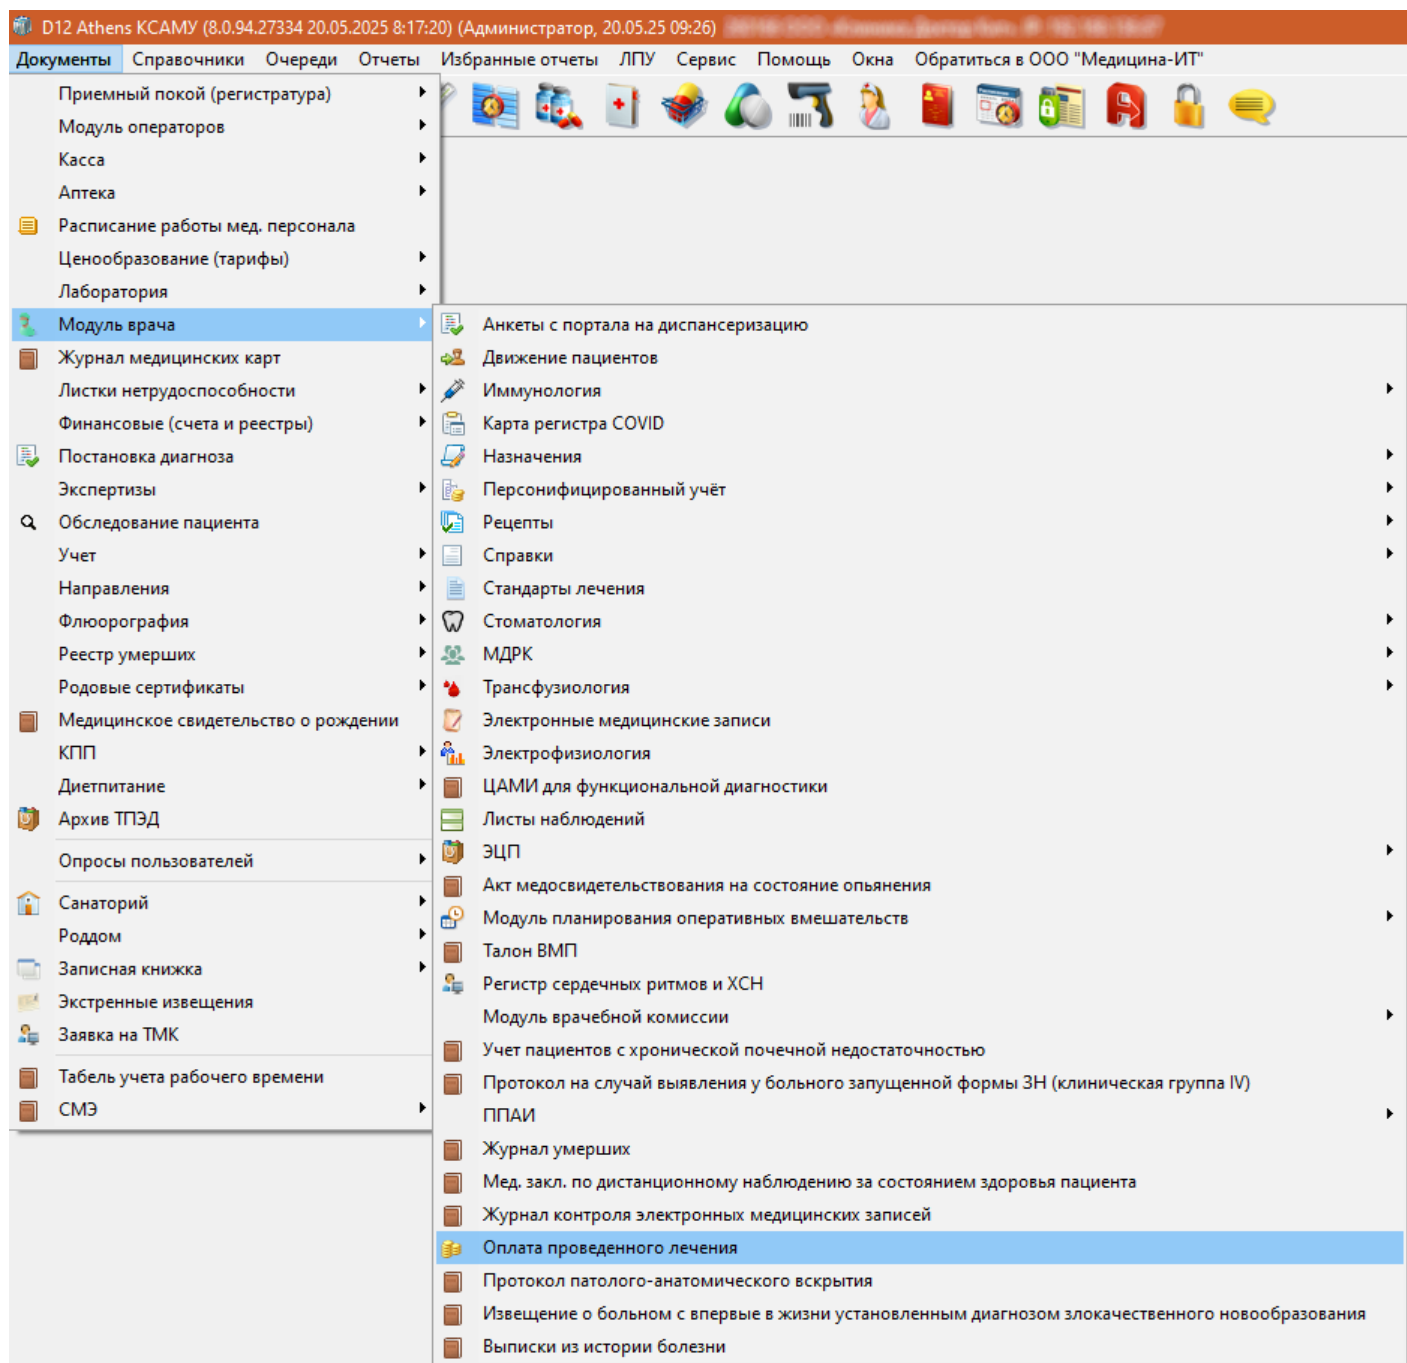 D12 Athens КСАМУ (8.0.94.27334 20.05.2025 8:17:20) (Администратор, 20.05.25 09:26)
Документы Справочники Очереди Отчеты Избранные отчеты ЛПУ Сервис Помощь Окна Обратиться в ООО "Медицина-ИТ"
Приемный покой (регистратура)
Модуль операторов
Касса
Аптека
Расписание работы мед. персонала
Ценообразование (тарифы)
Лаборатория
Модуль врача
Журнал медицинских карт
Листки нетрудоспособности
Финансовые (счета и реестры)
Постановка диагноза
Экспертизы
Обследование пациента
Учет
Направления
Флюорография
Реестр умерших
Родовые сертификаты
Медицинское свидетельство о рождении
КПП
Диетпитание
Архив ТПЭД
Опросы пользователей
Санаторий
Роддом
Записная книжка
Экстренные извещения
Заявка на ТМК
Табель учета рабочего времени
СМЭ
Анкеты с портала на диспансеризацию
Движение пациентов
Иммунология
Карта регистра COVID
Назначения
Персонифицированный учёт
Рецепты
Справки
Стандарты лечения
Стоматология
МДРК
Трансфузиология
Электронные медицинские записи
Электрофизиология
ЦАМИ для функциональной диагностики
Листы наблюдений
ЭЦП
Акт медосвидетельствования на состояние опьянения
Модуль планирования оперативных вмешательств
Талон ВМП
Регистр сердечных ритмов и ХСН
Модуль врачебной комиссии
Учет пациентов с хронической почечной недостаточностью
Протокол на случай выявления у больного запущенной формы ЗН (клиническая группа IV)
ППАИ
Журнал умерших
Мед. закл. по дистанционному наблюдению за состоянием здоровья пациента
Журнал контроля электронных медицинских записей
Оплата проведенного лечения
Протокол патолого-анатомического вскрытия
Извещение о больном с впервые в жизни установленным диагнозом злокачественного новообразования
Выписки из истории болезни